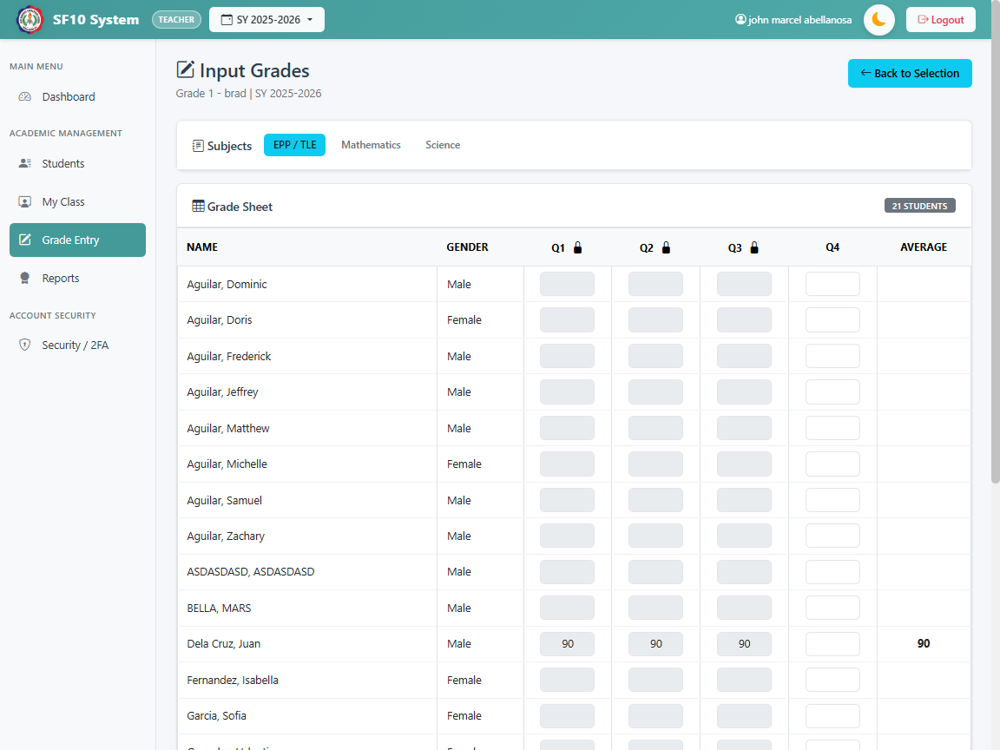 SF10 System TEACHER SY 2025-2026 john marcel abellanosa Logout
MAIN MENU
Dashboard
ACADEMIC MANAGEMENT
Students
My Class
Grade Entry
Reports
ACCOUNT SECURITY
Security / 2FA
Input Grades
Grade 1 - brad | SY 2025-2026
← Back to Selection
Subjects EPP / TLE Mathematics Science
Grade Sheet 21 STUDENTS
NAME GENDER Q1 Q2 Q3 Q4 AVERAGE
Aguilar, Dominic Male
Aguilar, Doris Female
Aguilar, Frederick Male
Aguilar, Jeffrey Male
Aguilar, Matthew Male
Aguilar, Michelle Female
Aguilar, Samuel Male
Aguilar, Zachary Male
ASDASDASD, ASDASDASD Male
BELLA, MARS Male
Dela Cruz, Juan Male 90 90 90 90
Fernandez, Isabella Female
Garcia, Sofia Female